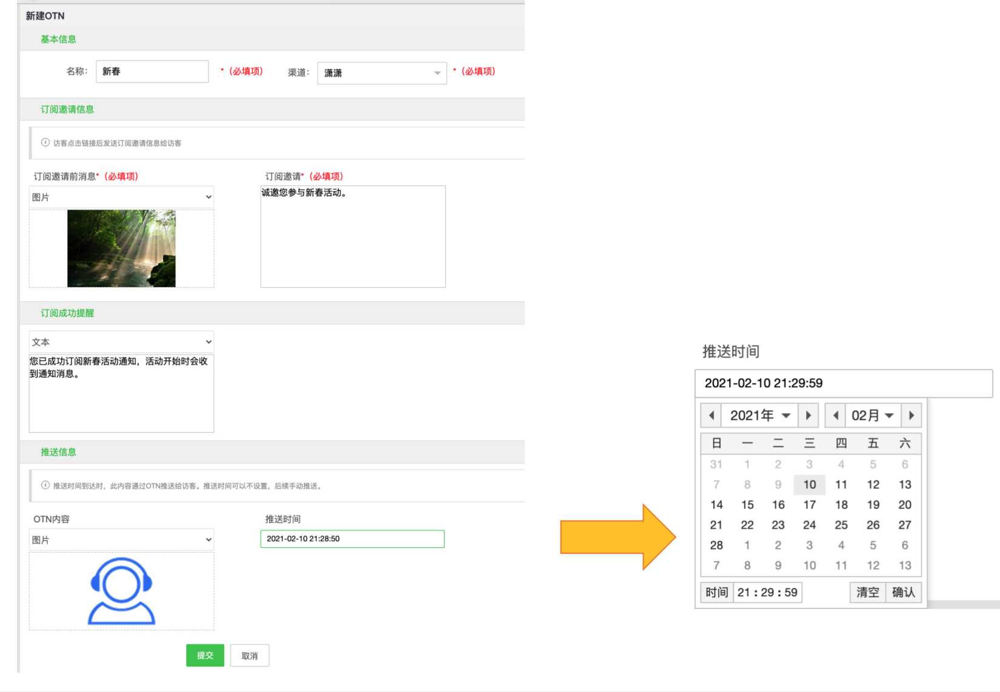 新建OTN
基本信息
名称： 新春 *（必填项） 渠道： 潇潇 *（必填项）
订阅邀请信息
访客点击链接后发送订阅邀请信息给访客
订阅邀请前消息*（必填项） 订阅邀请*（必填项）
图片
诚邀您参与新春活动。
订阅成功提醒
文本
您已成功订阅新春活动通知，活动开始时会收
到通知消息。
推送信息
推送时间到达时，此内容通过OTN推送给访客。推送时间可以不设置，后续手动推送。
OTN内容 推送时间
图片 2021-02-10 21:28:50
提交 取消
推送时间
2021-02-10 21:29:59
2021年 02月
日 一 二 三 四 五 六
31 1 2 3 4 5 6
7 8 9 10 11 12 13
14 15 16 17 18 19 20
21 22 23 24 25 26 27
28 1 2 3 4 5 6
7 8 9 10 11 12 13
时间 21：29：59 清空 确认